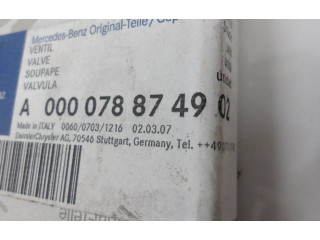 Mercedes-Benz Original-Teile/
VENTIL
VALVE
SOUPAPE
VALVULA
A 000 078 87 49 02
Made in ITALY 0060/0703/1216 02.03.07
DaimlerChrysler AG, 70546 Stuttgart, Germany, Tel.